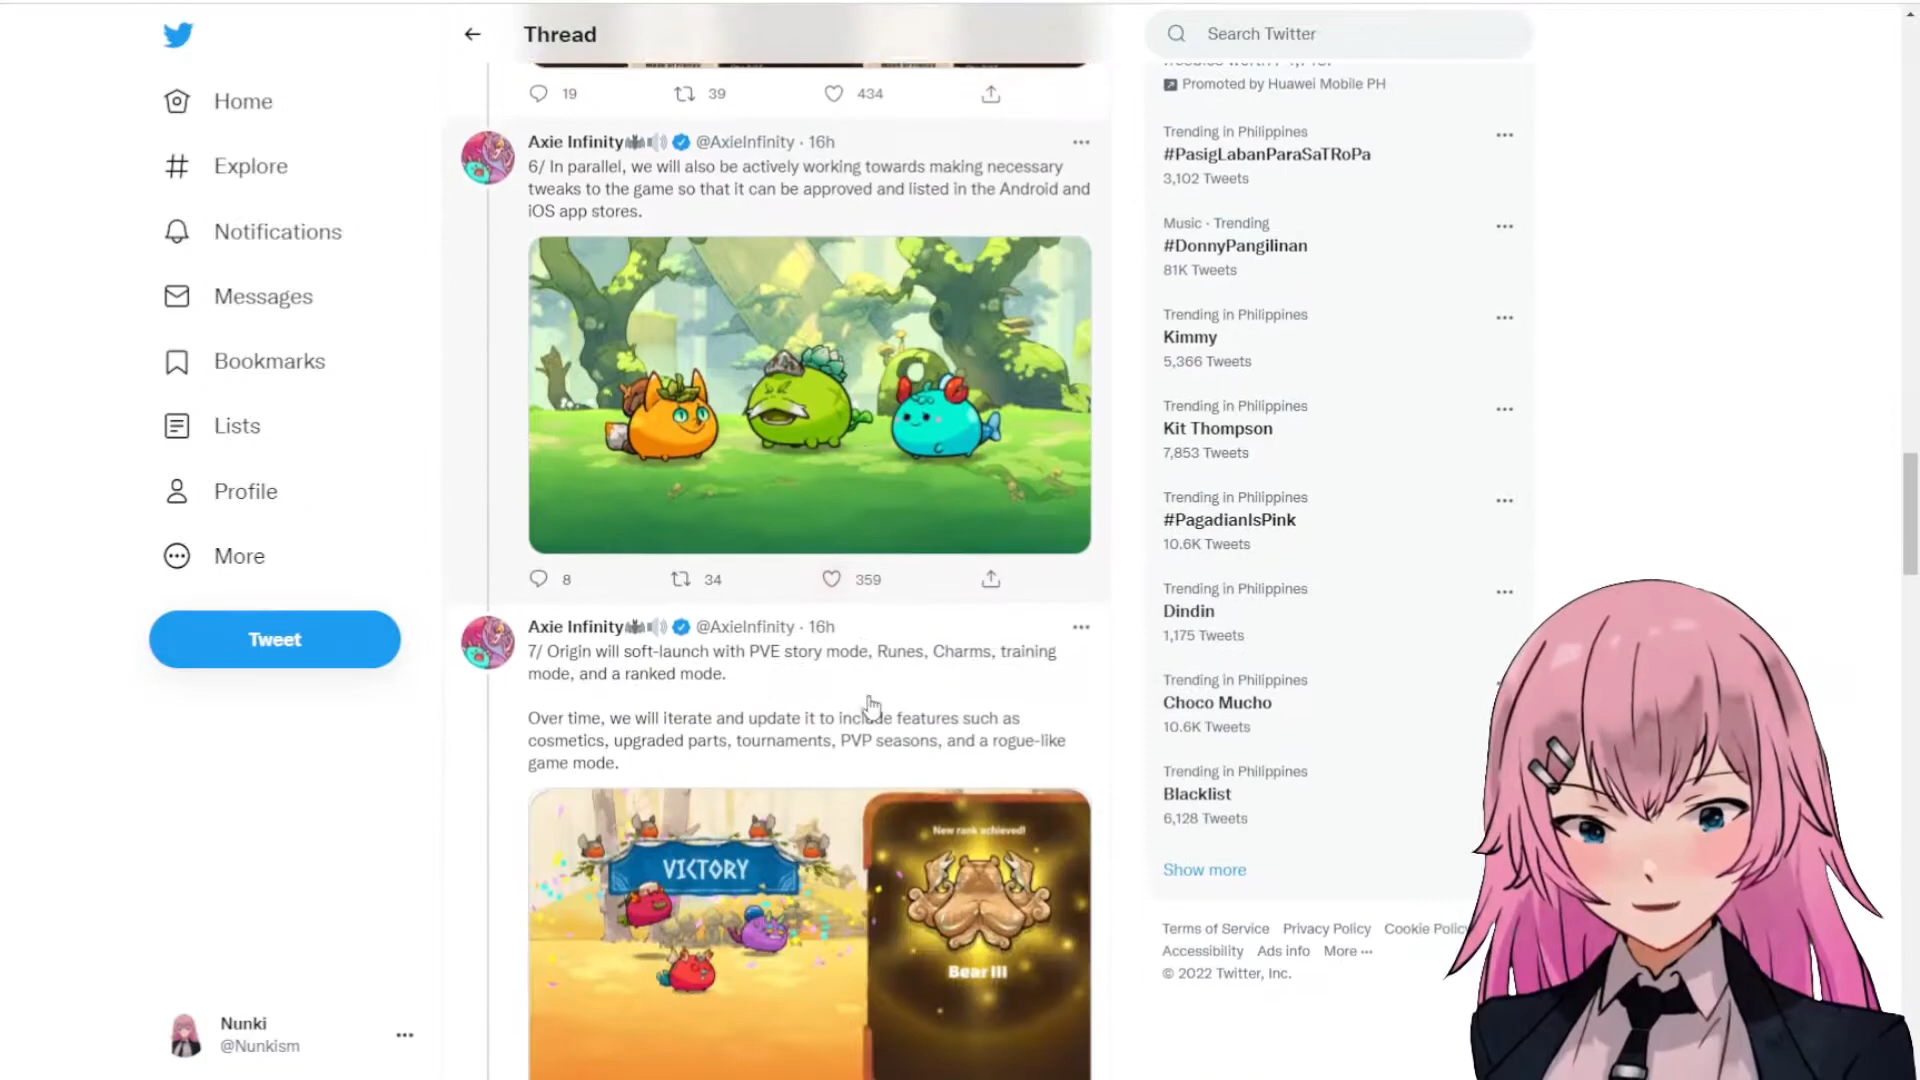 Thread
Search Twitter
Home
Explore
Notifications
Messages
Bookmarks
Lists
Profile
More
Tweet
Nunki
@Nunkism
19
39
434
Axie Infinity @AxieInfinity · 16h
6/ In parallel, we will also be actively working towards making necessary
tweaks to the game so that it can be approved and listed in the Android and
iOS app stores.
8
34
359
Axie Infinity @AxieInfinity · 16h
7/ Origin will soft-launch with PVE story mode, Runes, Charms, training
mode, and a ranked mode.
Over time, we will iterate and update it to include features such as
cosmetics, upgraded parts, tournaments, PVP seasons, and a rogue-like
game mode.
VICTORY
New rank achieved!
Bear III
Promoted by Huawei Mobile PH
Trending in Philippines
#PasigLabanParaSaTRoPa
3,102 Tweets
Music · Trending
#DonnyPangilinan
81K Tweets
Trending in Philippines
Kimmy
5,366 Tweets
Trending in Philippines
Kit Thompson
7,853 Tweets
Trending in Philippines
#PagadianIsPink
10.6K Tweets
Trending in Philippines
Dindin
1,175 Tweets
Trending in Philippines
Choco Mucho
10.6K Tweets
Trending in Philippines
Blacklist
6,128 Tweets
Show more
Terms of Service Privacy Policy Cookie Policy
Accessibility Ads info More ···
© 2022 Twitter, Inc.